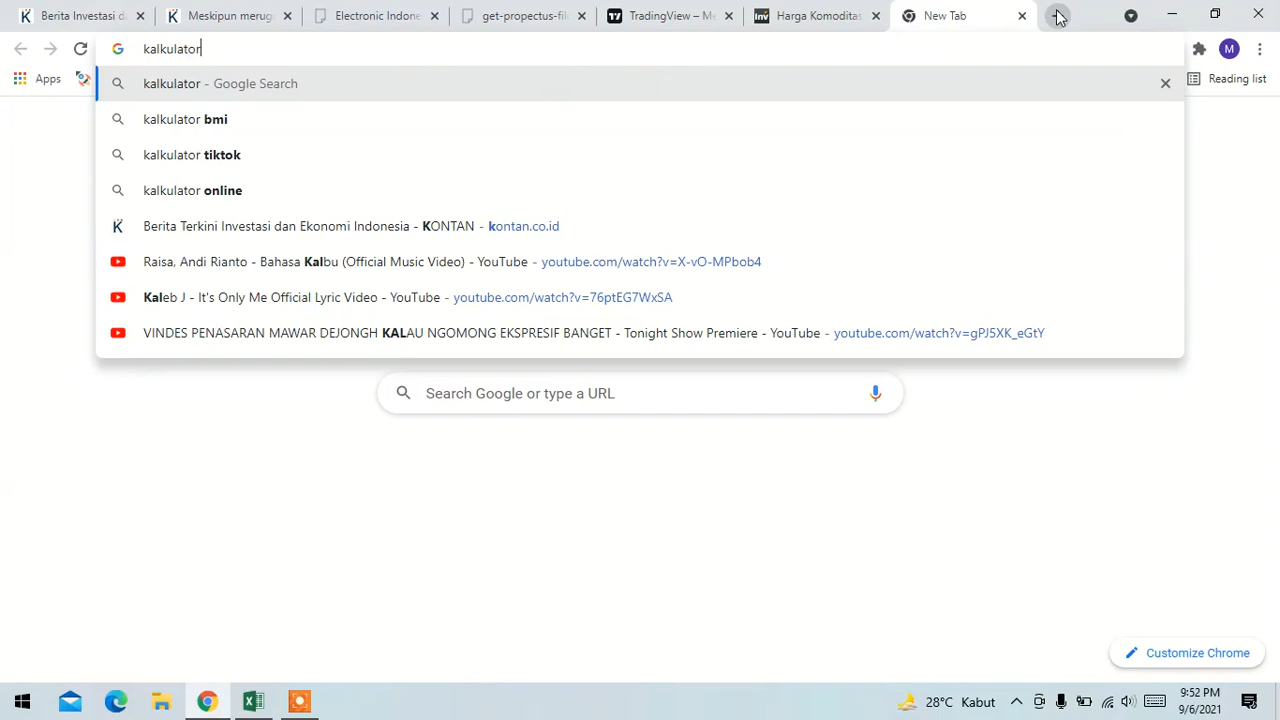 Berita Investasi d
Meskipun merug
Electronic Indone
get-propectus-fil
TradingView – M
Harga Komoditas
New Tab
kalkulator
kalkulator - Google Search
Apps
Reading list
kalkulator bmi
kalkulator tiktok
kalkulator online
Berita Terkini Investasi dan Ekonomi Indonesia - KONTAN - kontan.co.id
Raisa, Andi Rianto - Bahasa Kalbu (Official Music Video) - YouTube - youtube.com/watch?v=X-vO-MPbob4
Kaleb J - It's Only Me Official Lyric Video - YouTube - youtube.com/watch?v=76ptEG7WxSA
VINDES PENASARAN MAWAR DEJONGH KALAU NGOMONG EKSPRESIF BANGET - Tonight Show Premiere - YouTube - youtube.com/watch?v=gPJ5XK_eGtY
Search Google or type a URL
Customize Chrome
28°C Kabut
9:52 PM
9/6/2021